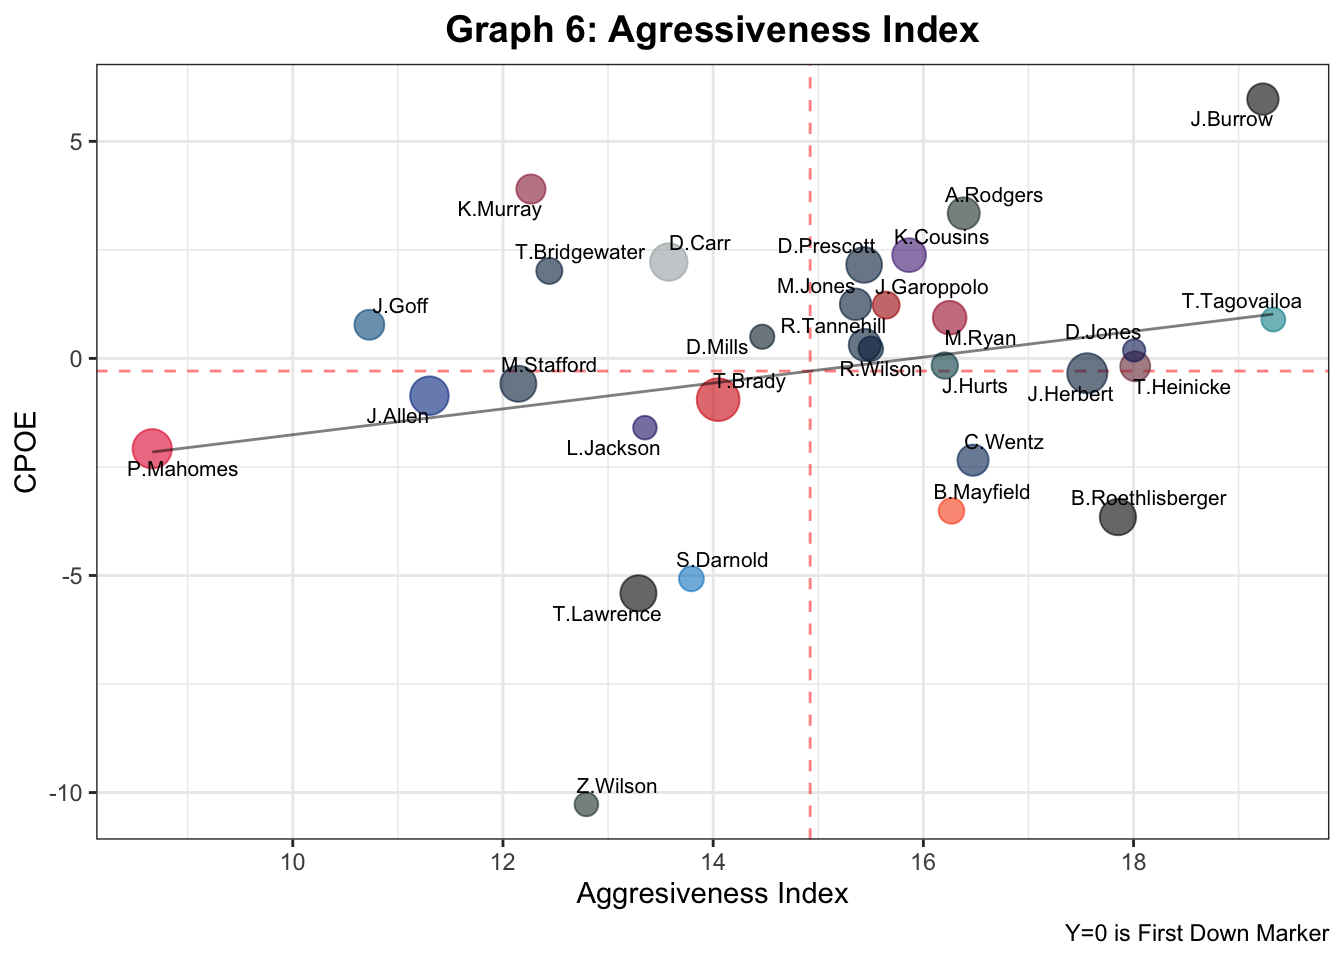 Graph 6: Agressiveness Index
J.Burrow
5
A.Rodgers
K.Murray
K.Cousins
D.Carr
D.Prescott
T.Bridgewater
M.Jones
J.Garoppolo
T.Tagovailoa
J.Goff
R.Tannehill
D.Jones
M.Ryan
D.Mills
0
M.Stafford
R.Wilson
T.Brady
J.Hurts
T.Heinicke
J.Herbert
J.Allen
C.Wentz
L.Jackson
CPOE
P.Mahomes
B.Mayfield
B.Roethlisberger
S.Darnold
-5
T.Lawrence
Z.Wilson
-10
10 12 14 16 18
Aggresiveness Index
Y=0 is First Down Marker